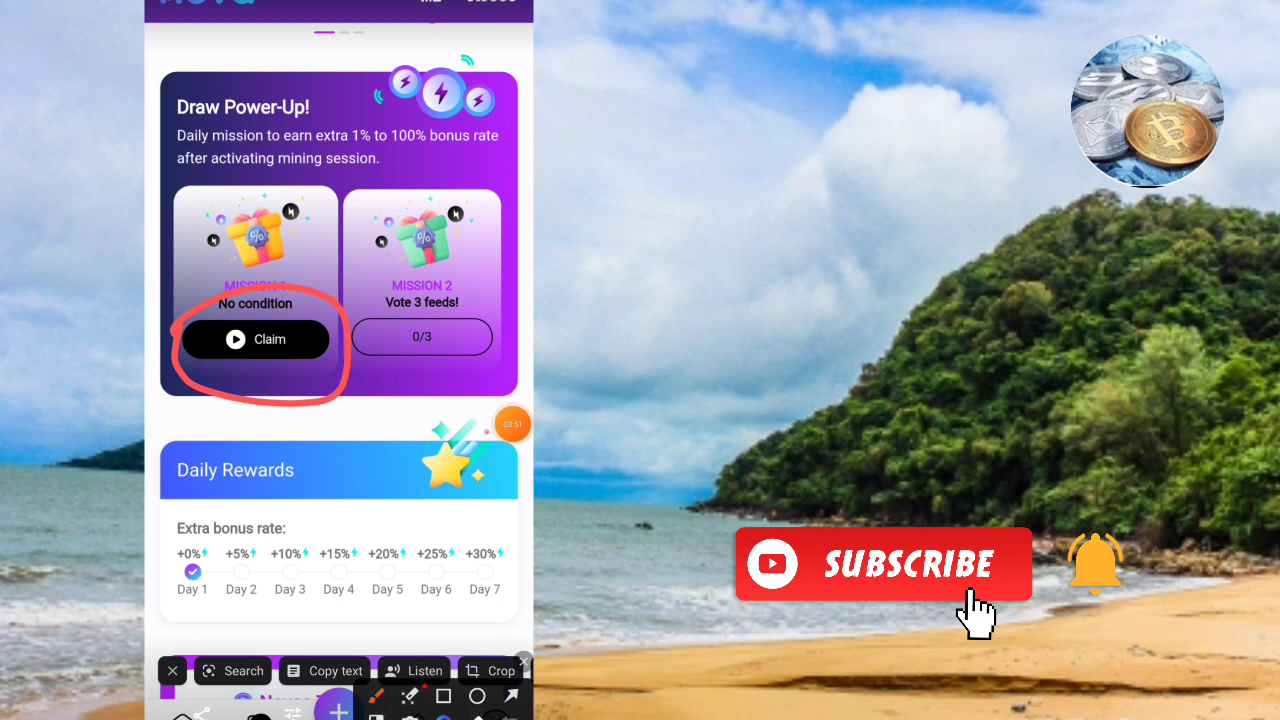 Draw Power-Up!
Daily mission to earn extra 1% to 100% bonus rate
after activating mining session.
MISSION 1
No condition
Claim
MISSION 2
Vote 3 feeds!
0/3
03:51
Daily Rewards
Extra bonus rate:
+0% +5% +10% +15% +20% +25% +30%
Day 1 Day 2 Day 3 Day 4 Day 5 Day 6 Day 7
Search Copy text Listen Crop
SUBSCRIBE